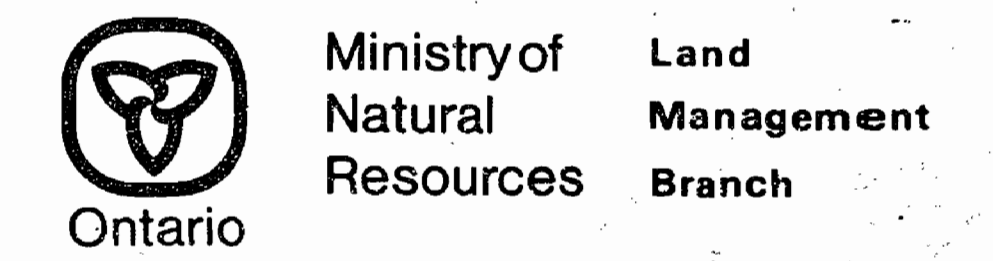 Ontario
Ministry of
Natural
Resources
Land
Management
Branch